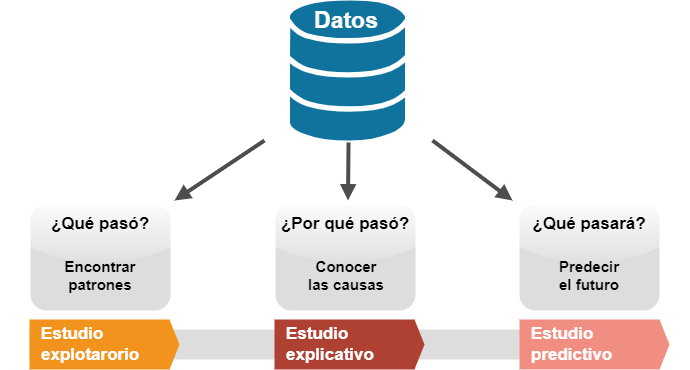 Datos
¿Qué pasó?
Encontrar
patrones
¿Por qué pasó?
Conocer
las causas
¿Qué pasará?
Predecir
el futuro
Estudio
explotarorio
Estudio
explicativo
Estudio
predictivo